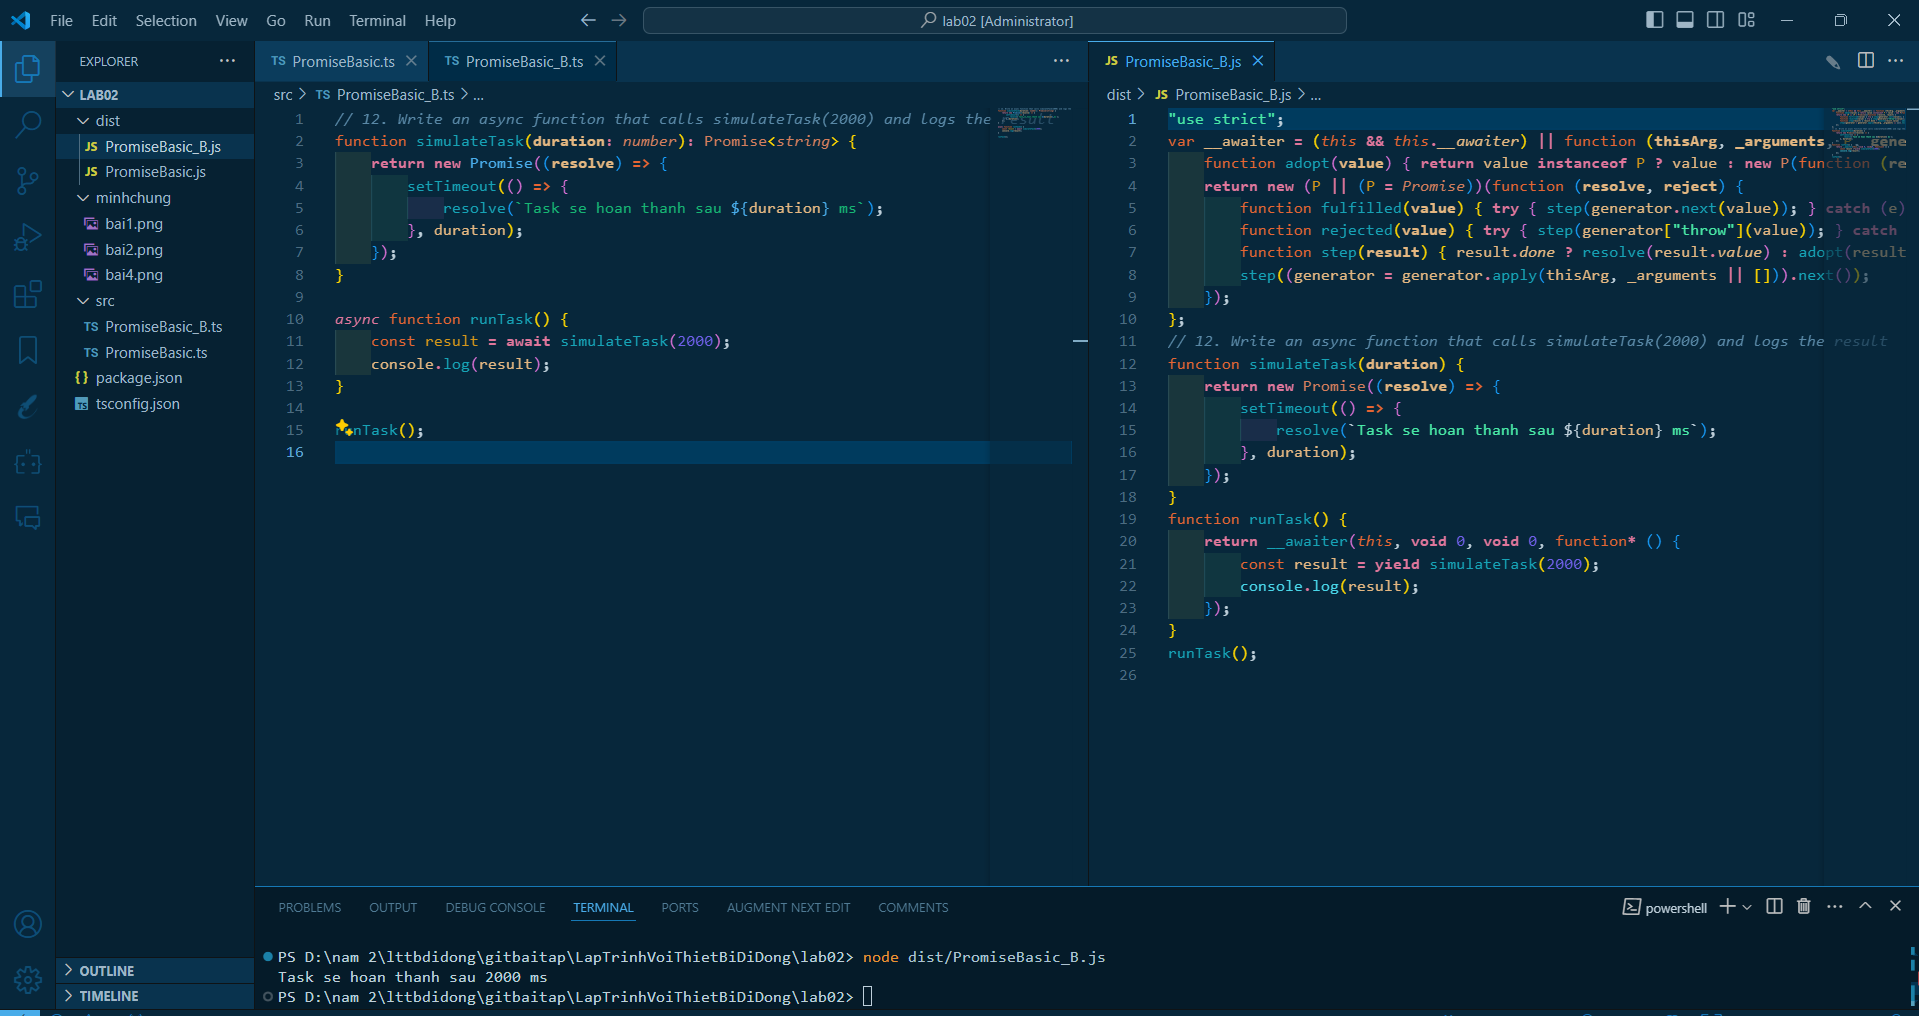 File Edit Selection View Go Run Terminal Help
lab02 [Administrator]
EXPLORER
LAB02
dist
JS PromiseBasic_B.js
JS PromiseBasic.js
minhchung
bai1.png
bai2.png
bai4.png
src
TS PromiseBasic_B.ts
TS PromiseBasic.ts
{} package.json
TS tsconfig.json
OUTLINE
TIMELINE
TS PromiseBasic.ts
TS PromiseBasic_B.ts
src > TS PromiseBasic_B.ts > ...
1 // 12. Write an async function that calls simulateTask(2000) and logs the result
2 function simulateTask(duration: number): Promise<string> {
3 return new Promise((resolve) => {
4 setTimeout(() => {
5 resolve(`Task se hoan thanh sau ${duration} ms`);
6 }, duration);
7 });
8 }
9
10 async function runTask() {
11 const result = await simulateTask(2000);
12 console.log(result);
13 }
14
15 runTask();
16
JS PromiseBasic_B.js
dist > JS PromiseBasic_B.js > ...
1 "use strict";
2 var __awaiter = (this && this.__awaiter) || function (thisArg, _arguments, gene
3 function adopt(value) { return value instanceof P ? value : new P(function (re
4 return new (P || (P = Promise))(function (resolve, reject) {
5 function fulfilled(value) { try { step(generator.next(value)); } catch (e)
6 function rejected(value) { try { step(generator["throw"](value)); } catch
7 function step(result) { result.done ? resolve(result.value) : adopt(result
8 step((generator = generator.apply(thisArg, _arguments || [])).next());
9 });
10 };
11 // 12. Write an async function that calls simulateTask(2000) and logs the result
12 function simulateTask(duration) {
13 return new Promise((resolve) => {
14 setTimeout(() => {
15 resolve(`Task se hoan thanh sau ${duration} ms`);
16 }, duration);
17 });
18 }
19 function runTask() {
20 return __awaiter(this, void 0, void 0, function* () {
21 const result = yield simulateTask(2000);
22 console.log(result);
23 });
24 }
25 runTask();
26
PROBLEMS OUTPUT DEBUG CONSOLE TERMINAL PORTS AUGMENT NEXT EDIT COMMENTS
powershell
PS D:\nam 2\lttbdidong\gitbaitap\LapTrinhVoiThietBiDiDong\lab02> node dist/PromiseBasic_B.js
Task se hoan thanh sau 2000 ms
PS D:\nam 2\lttbdidong\gitbaitap\LapTrinhVoiThietBiDiDong\lab02>